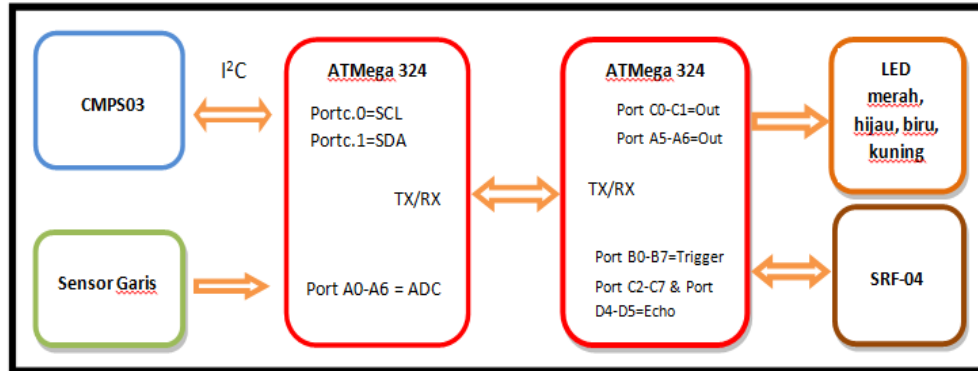 CMPS03
I²C
Sensor Garis
ATMega 324
Portc.0=SCL
Portc.1=SDA
TX/RX
Port A0-A6 = ADC
ATMega 324
Port C0-C1=Out
Port A5-A6=Out
TX/RX
Port B0-B7=Trigger
Port C2-C7 & Port
D4-D5=Echo
LED
merah,
hijau, biru,
kuning
SRF-04